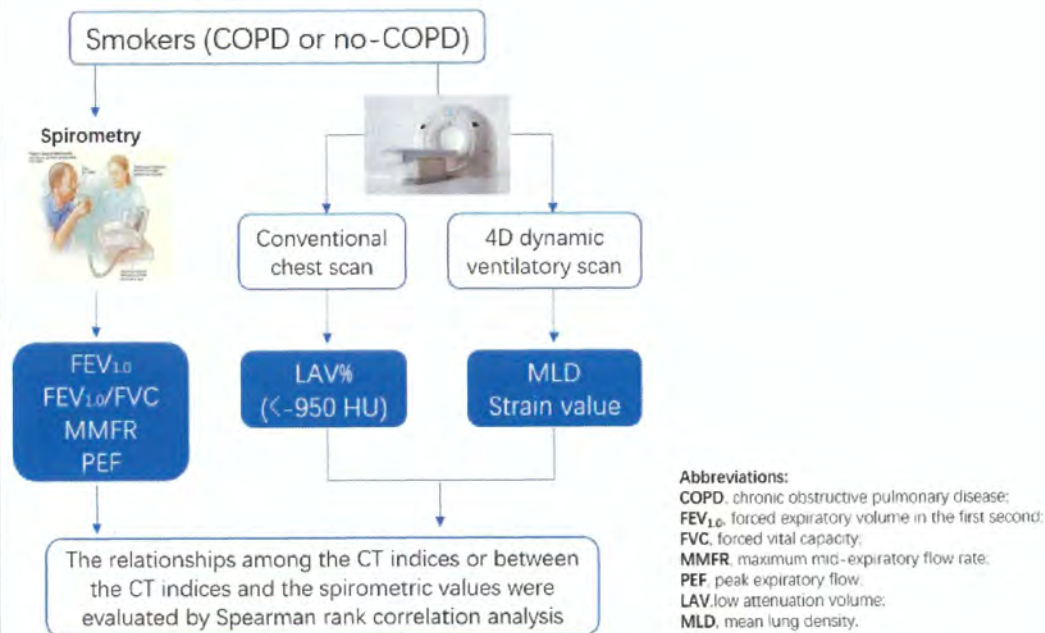 Smokers (COPD or no-COPD)
Spirometry
Conventional
chest scan
4D dynamic
ventilatory scan
FEV₁.₀
FEV₁.₀/FVC
MMFR
PEF
LAV%
(<-950 HU)
MLD
Strain value
The relationships among the CT indices or between
the CT indices and the spirometric values were
evaluated by Spearman rank correlation analysis
Abbreviations:
COPD, chronic obstructive pulmonary disease;
FEV₁.₀, forced expiratory volume in the first second;
FVC, forced vital capacity;
MMFR, maximum mid-expiratory flow rate;
PEF, peak expiratory flow;
LAV,low attenuation volume;
MLD, mean lung density.